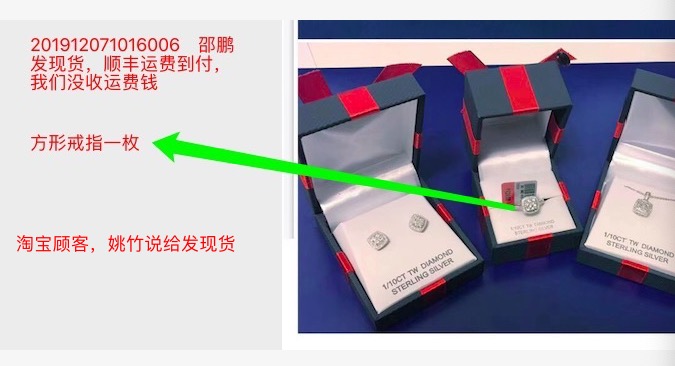 201912071016006 邵鹏
发现货，顺丰运费到付，
我们没收运费钱
方形戒指一枚
淘宝顾客，姚竹说给发现货
1/10CT TW DIAMOND
STERLING SILVER
1/10CT TW DIAMOND
STERLING SILVER
1/10CT TW DIAMOND
STERLING SILVER